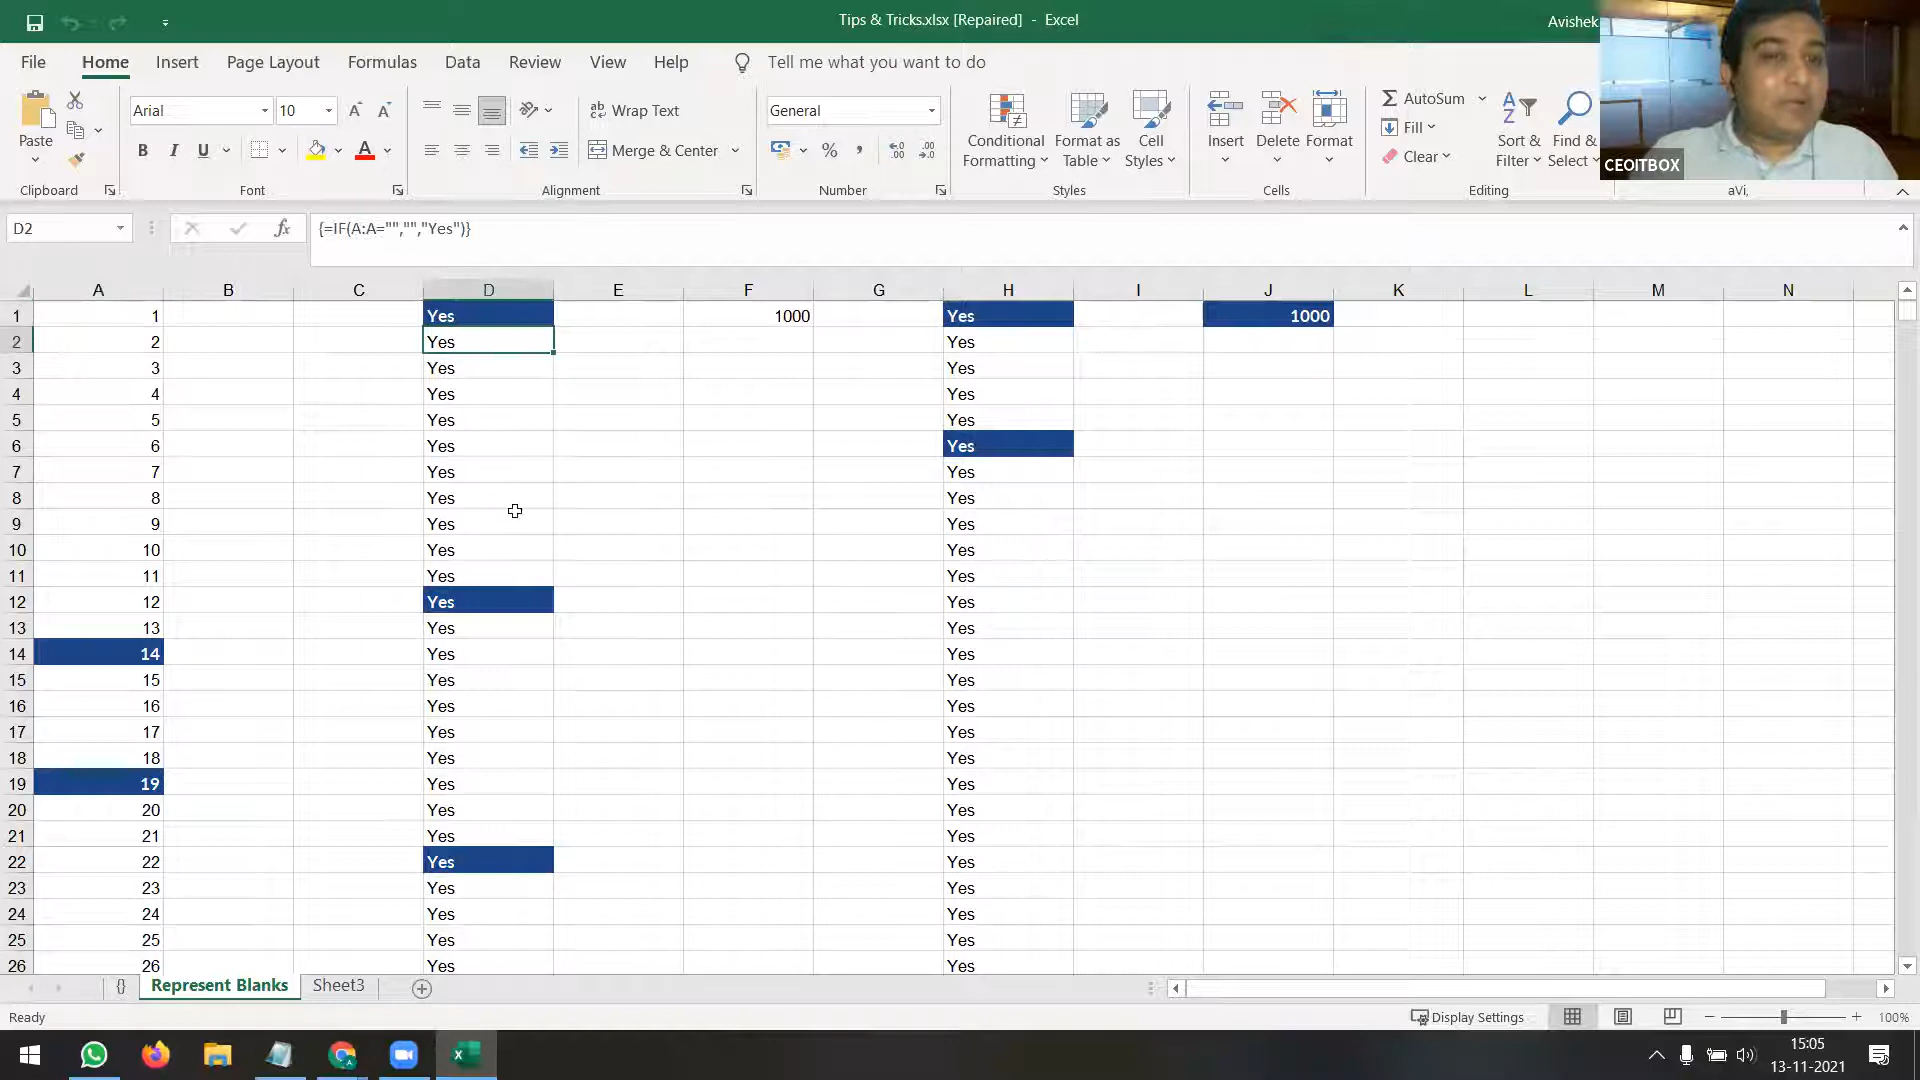 Tips & Tricks.xlsx [Repaired] - Excel
Avishek
File Home Insert Page Layout Formulas Data Review View Help Tell me what you want to do
Paste
Clipboard
Arial 10
B I U
Font
Wrap Text
Merge & Center
Alignment
General
% ,
Number
Conditional Formatting
Format as Table
Cell Styles
Styles
Insert Delete Format
Cells
AutoSum
Fill
Clear
Sort & Filter
Find & Select
Editing
CEOITBOX
aVi,
D2
fx
{=IF(A:A="","","Yes")}
A B C D E F G H I J K L M N
1 1 Yes 1000 Yes 1000
2 2 Yes Yes
3 3 Yes Yes
4 4 Yes Yes
5 5 Yes Yes
6 6 Yes Yes
7 7 Yes Yes
8 8 Yes Yes
9 9 Yes Yes
10 10 Yes Yes
11 11 Yes Yes
12 12 Yes Yes
13 13 Yes Yes
14 14 Yes Yes
15 15 Yes Yes
16 16 Yes Yes
17 17 Yes Yes
18 18 Yes Yes
19 19 Yes Yes
20 20 Yes Yes
21 21 Yes Yes
22 22 Yes Yes
23 23 Yes Yes
24 24 Yes Yes
25 25 Yes Yes
26 26 Yes Yes
{} Represent Blanks Sheet3
Ready
Display Settings
100%
15:05
13-11-2021